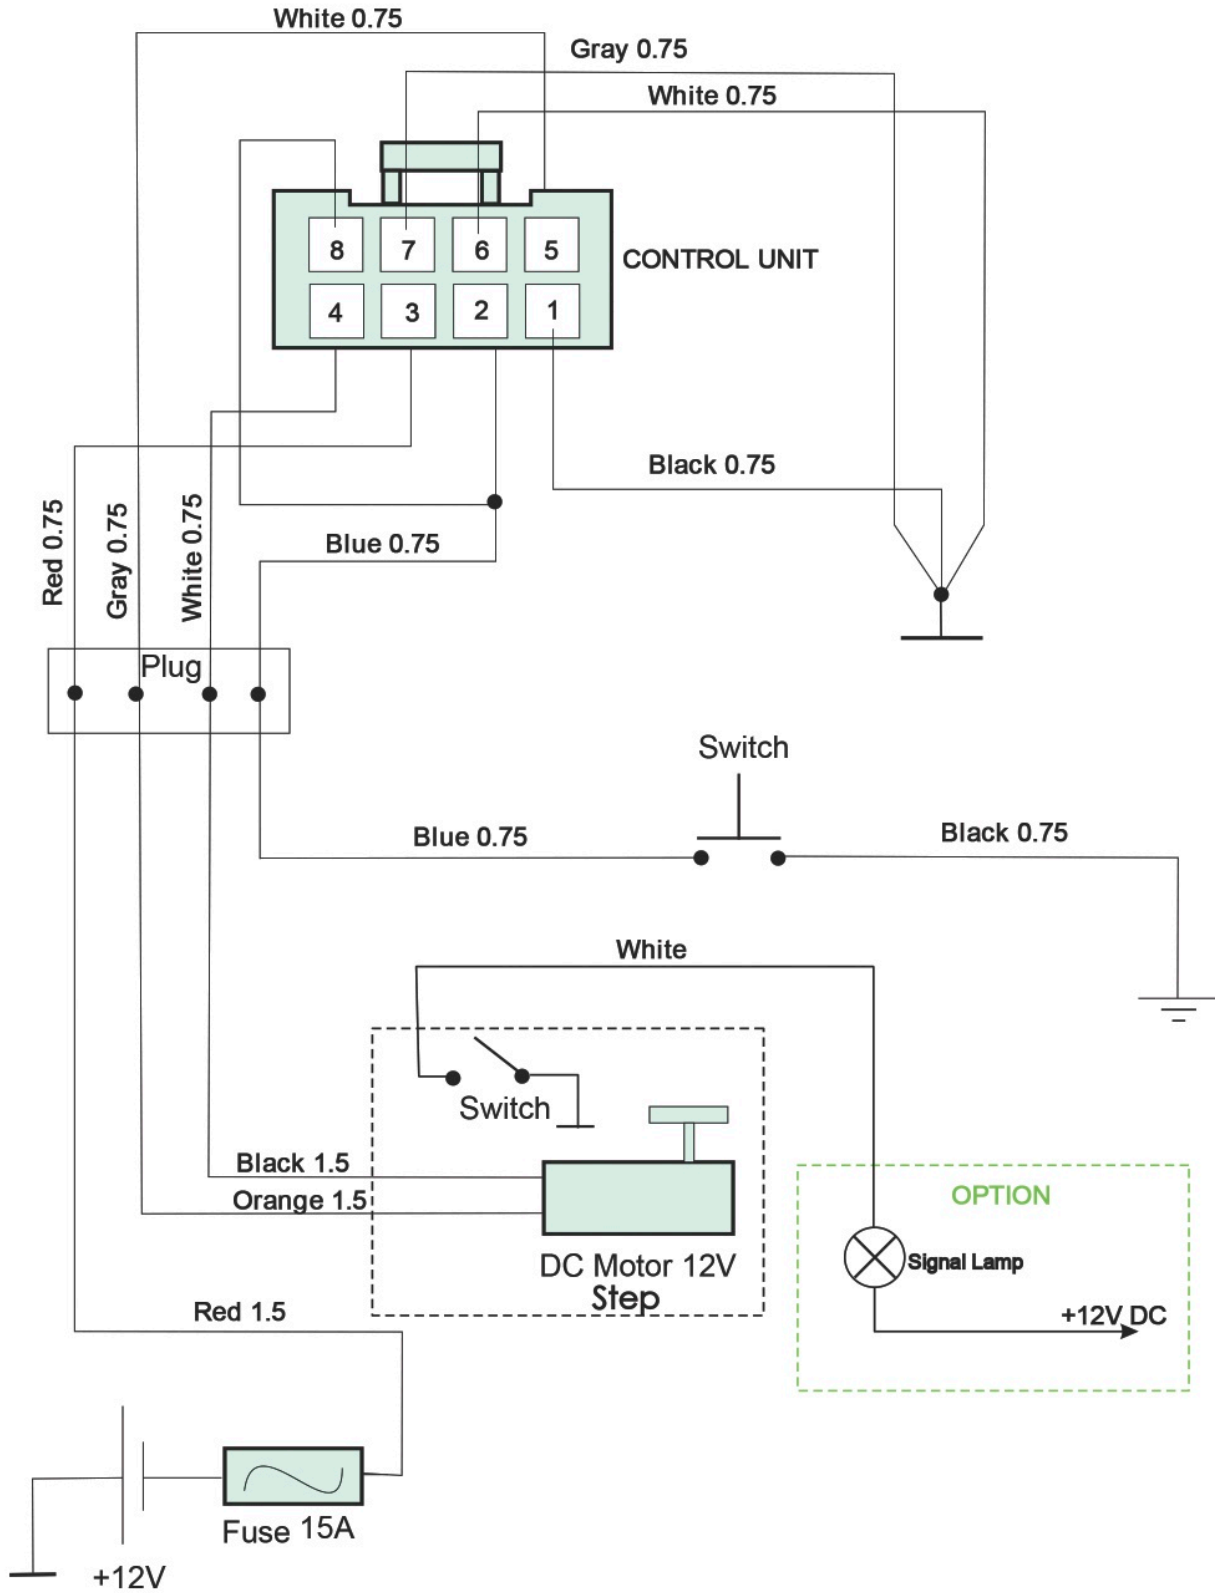 White 0.75
Gray 0.75
White 0.75
8 7 6 5
CONTROL UNIT
4 3 2 1
Black 0.75
Red 0.75
Gray 0.75
White 0.75
Blue 0.75
Plug
Switch
Blue 0.75
Black 0.75
White
Switch
Black 1.5
Orange 1.5
OPTION
DC Motor 12V
Step
Signal Lamp
Red 1.5
+12V DC
Fuse 15A
+12V